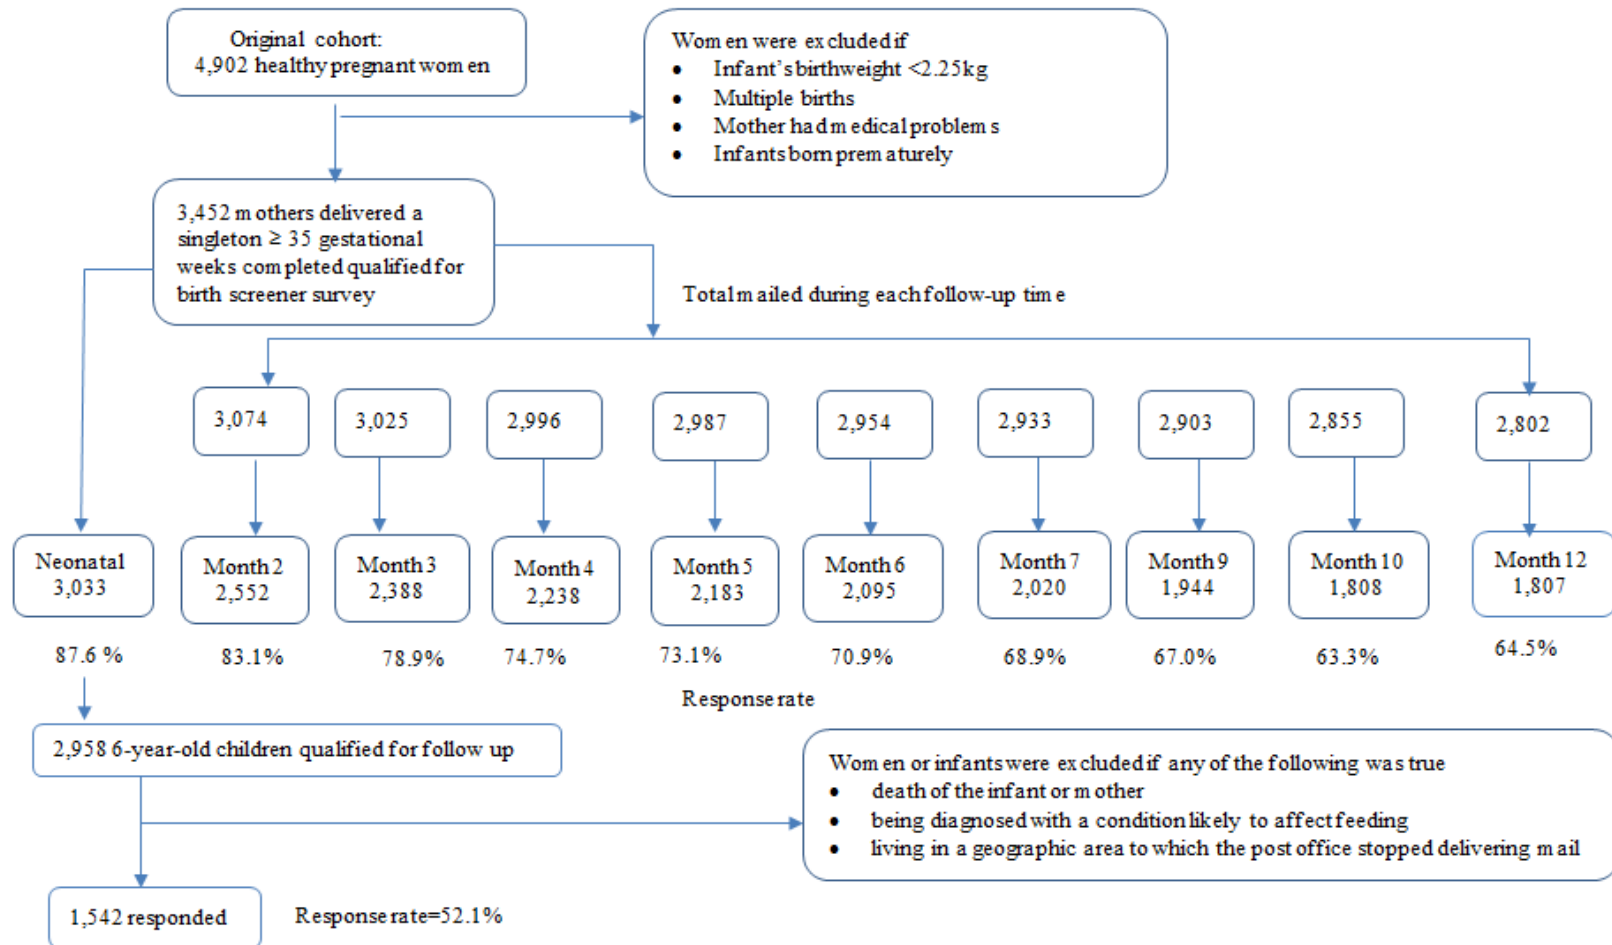 Original cohort:
4,902 healthy pregnant women
Women were excluded if
• Infant's birthweight <2.25kg
• Multiple births
• Mother had medical problems
• Infants born prematurely
3,452 mothers delivered a
singleton ≥ 35 gestational
weeks completed qualified for
birth screener survey
Total mailed during each follow-up time
3,074
3,025
2,996
2,987
2,954
2,933
2,903
2,855
2,802
Neonatal
3,033
Month 2
2,552
Month 3
2,388
Month 4
2,238
Month 5
2,183
Month 6
2,095
Month 7
2,020
Month 9
1,944
Month 10
1,808
Month 12
1,807
87.6 %
83.1%
78.9%
74.7%
73.1%
70.9%
68.9%
67.0%
63.3%
64.5%
Response rate
2,958 6-year-old children qualified for follow up
Women or infants were excluded if any of the following was true
• death of the infant or mother
• being diagnosed with a condition likely to affect feeding
• living in a geographic area to which the post office stopped delivering mail
1,542 responded
Response rate=52.1%